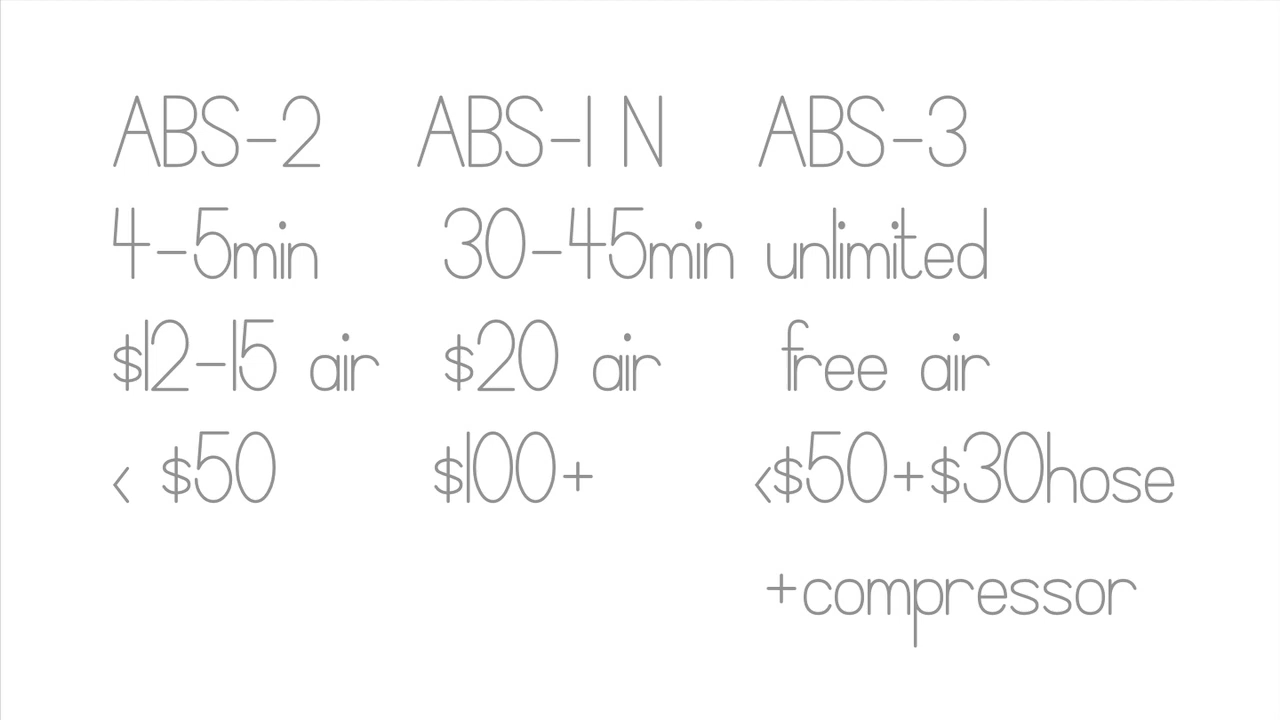 ABS-2 ABS-1 N ABS-3
4-5min 30-45min unlimited
$12-15 air $20 air free air
< $50 $100+ <$50+$30hose
+compressor